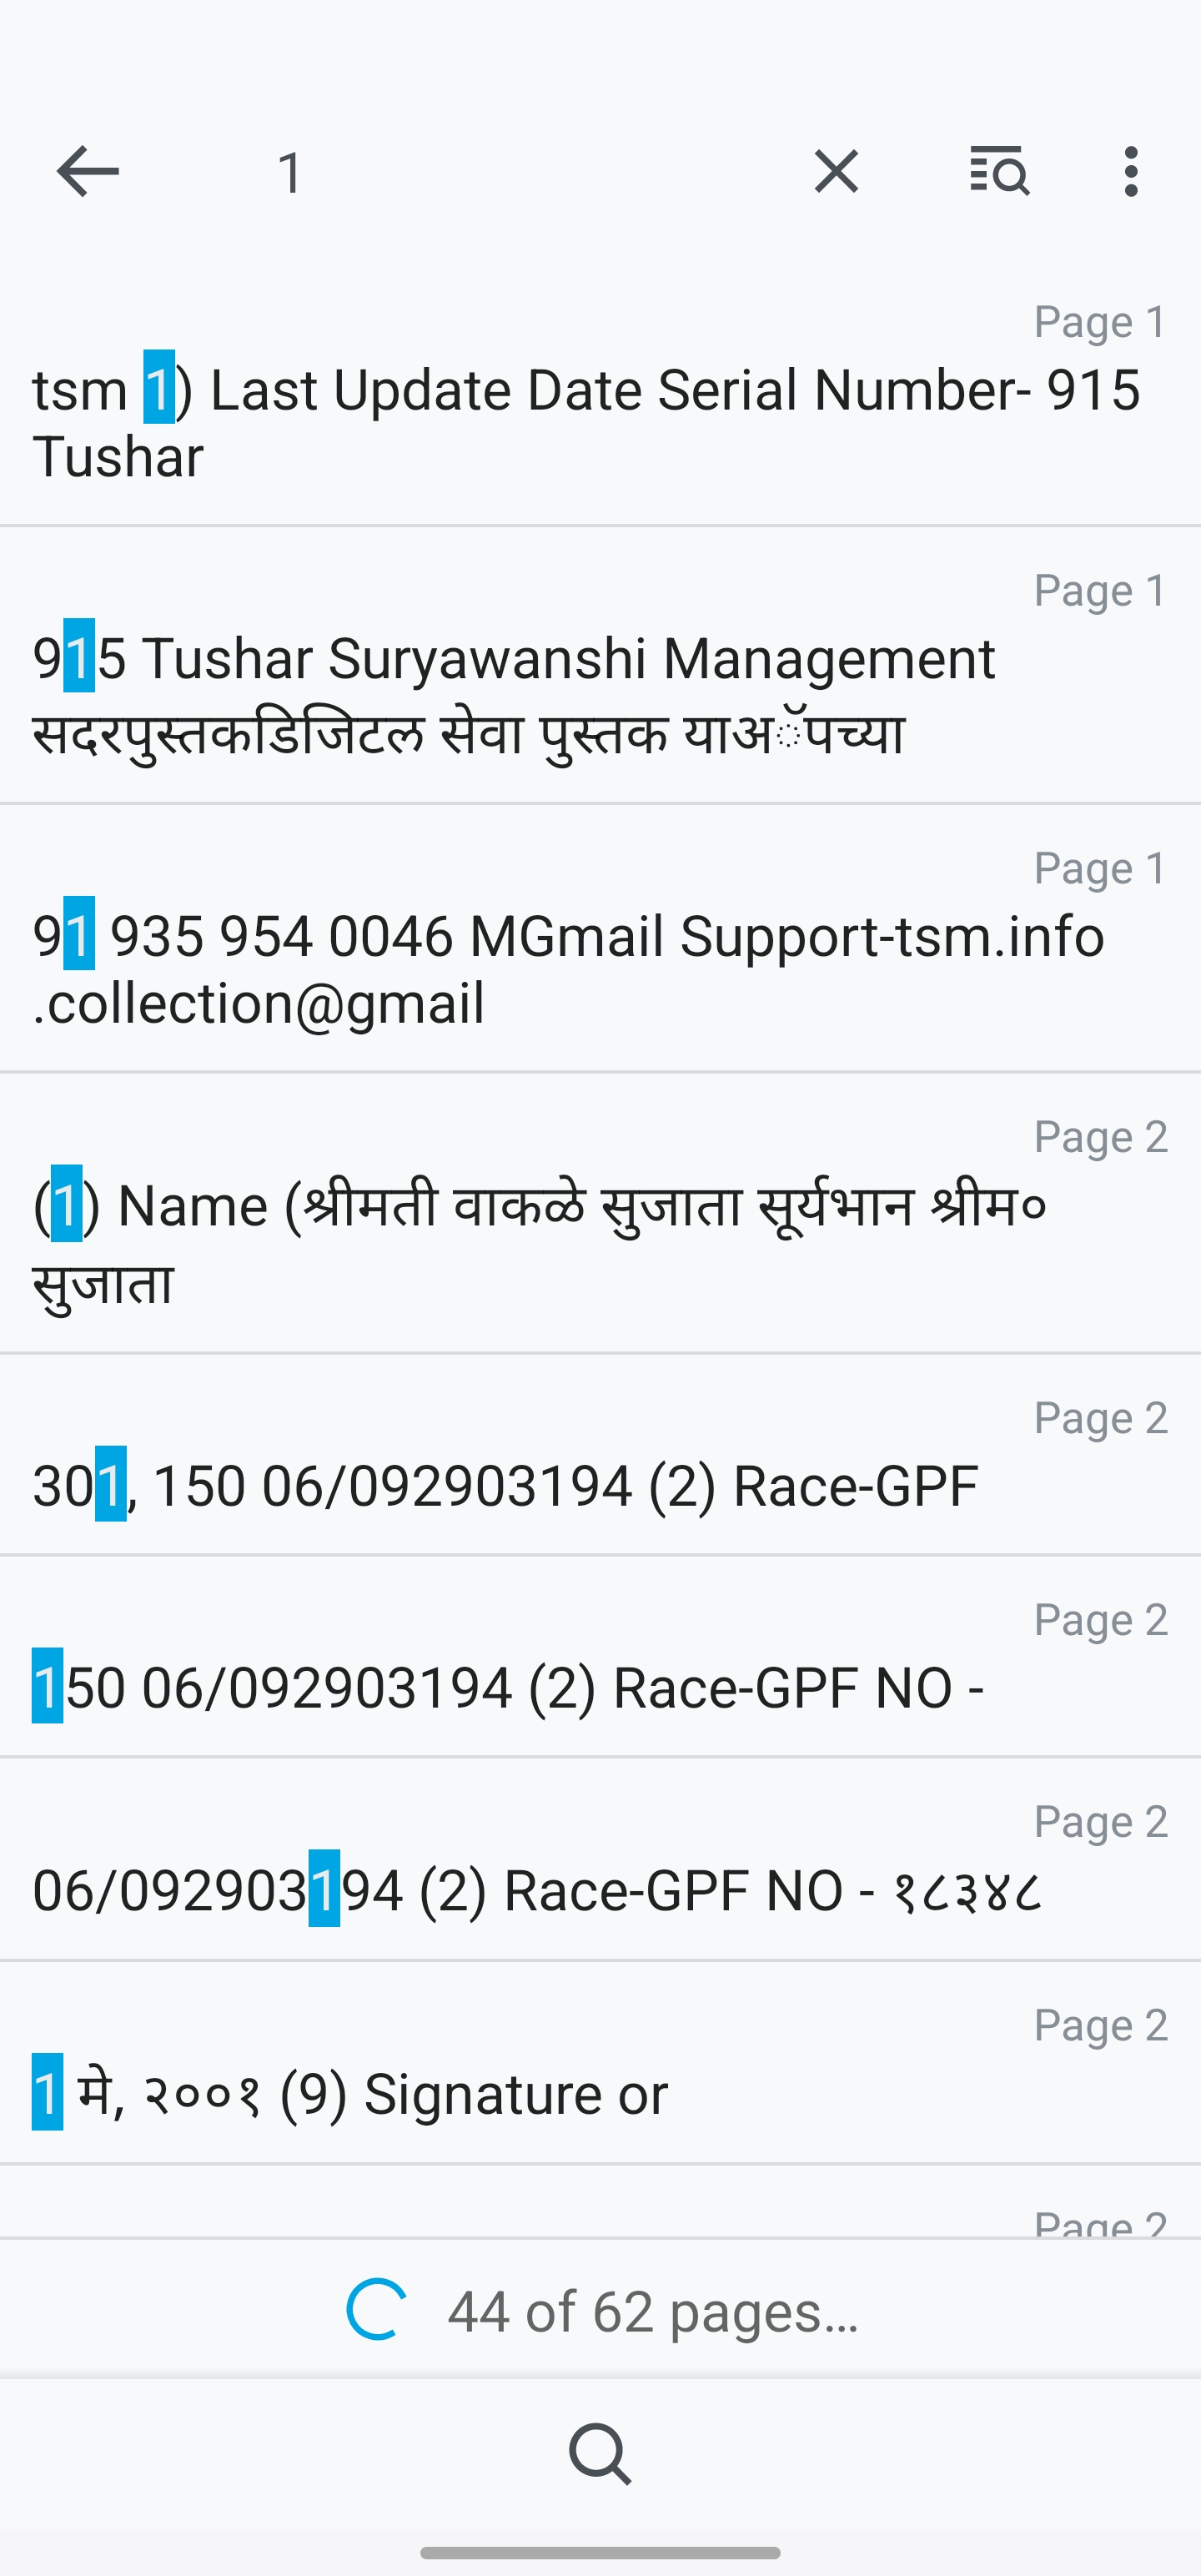 1
Page 1
tsm 1) Last Update Date Serial Number- 915
Tushar
Page 1
915 Tushar Suryawanshi Management
सदरपुस्तकडिजिटल सेवा पुस्तक याअॅपच्या
Page 1
91 935 954 0046 MGmail Support-tsm.info
.collection@gmail
Page 2
(1) Name (श्रीमती वाकळे सुजाता सूर्यभान श्रीम०
सुजाता
Page 2
301, 150 06/092903194 (2) Race-GPF
Page 2
150 06/092903194 (2) Race-GPF NO -
Page 2
06/092903194 (2) Race-GPF NO - १८३४८
Page 2
1 मे, २००१ (9) Signature or
Page 2
44 of 62 pages…